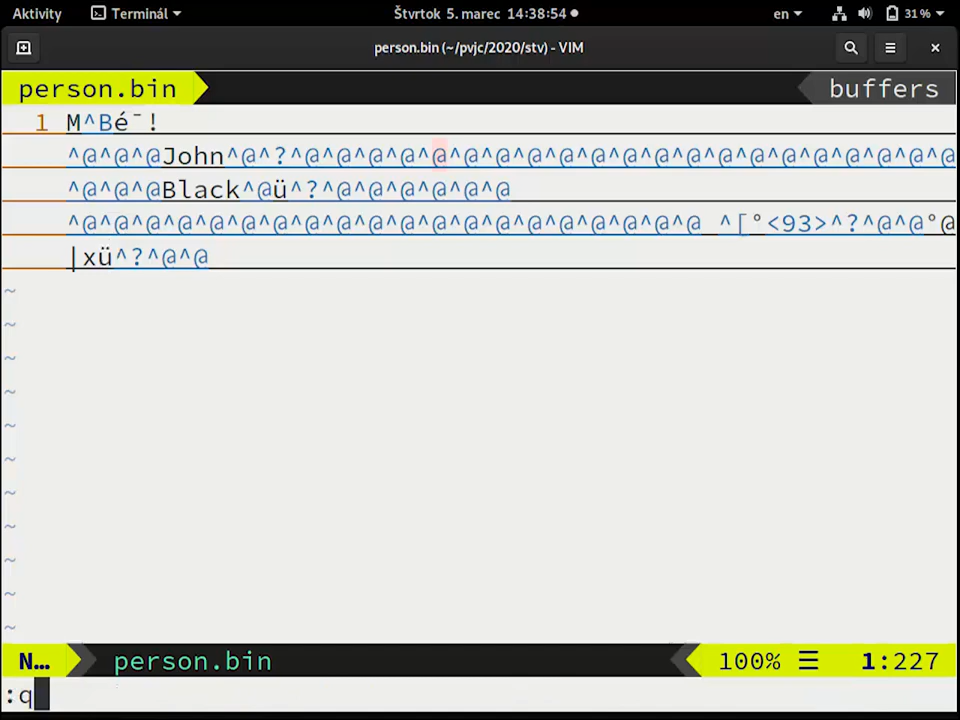 Aktivity Terminál Štvrtok 5. marec 14:38:54 en 31 %
person.bin (~/pvjc/2020/stv) - VIM
person.bin buffers
1 M^Bé¯!
^@^@^@John^@^?^@^@^@^@^@^@^@^@^@^@^@^@^@^@^@^@^@^@^@^@^@
^@^@^@Black^@ü^?^@^@^@^@^@^@
^@^@^@^@^@^@^@^@^@^@^@^@^@^@^@^@^@^@^@^@ ^[°<93>^?^@^@°@
|xü^?^@^@
~
~
~
~
~
~
~
~
~
~
~
N... person.bin 100% ☰ 1:227
:q